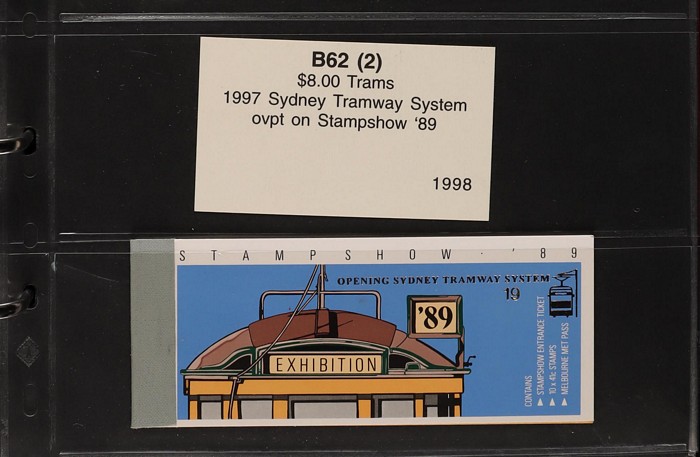 B62 (2)
$8.00 Trams
1997 Sydney Tramway System
ovpt on Stampshow '89
1998
STAMPSHOW · '89
OPENING SYDNEY TRAMWAY SYSTEM
19
'89
EXHIBITION
CONTAINS
▶ STAMPSHOW ENTRANCE TICKET
▶ 10 x 41c STAMPS
▶ MELBOURNE MET PASS